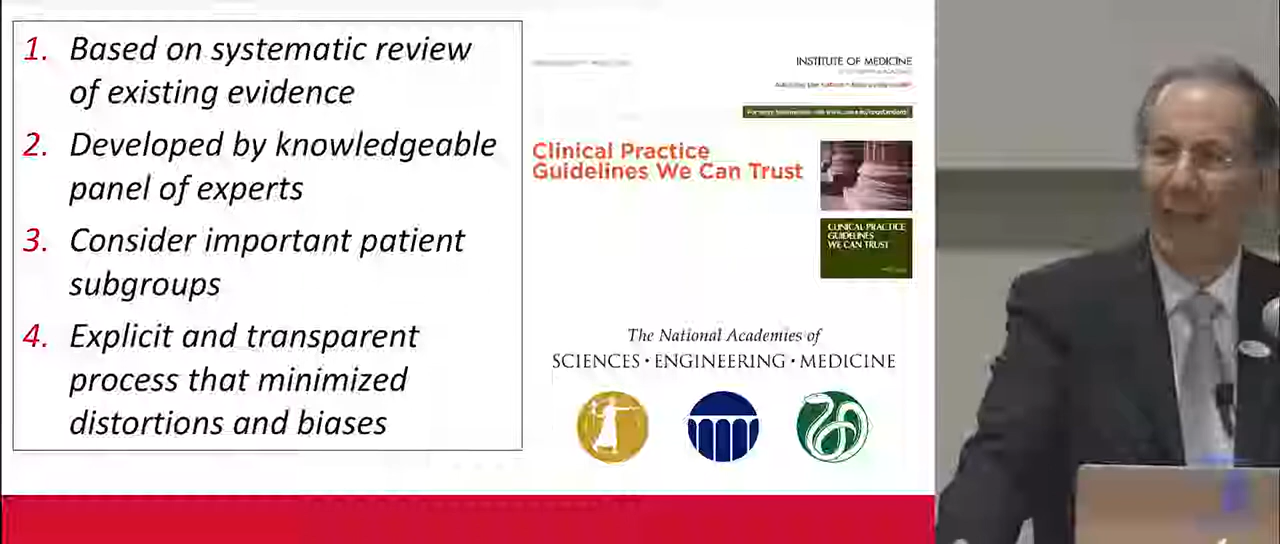 1. Based on systematic review
of existing evidence
2. Developed by knowledgeable
panel of experts
3. Consider important patient
subgroups
4. Explicit and transparent
process that minimized
distortions and biases
INSTITUTE OF MEDICINE
Clinical Practice
Guidelines We Can Trust
CLINICAL PRACTICE
GUIDELINES
WE CAN TRUST
The National Academies of
SCIENCES • ENGINEERING • MEDICINE